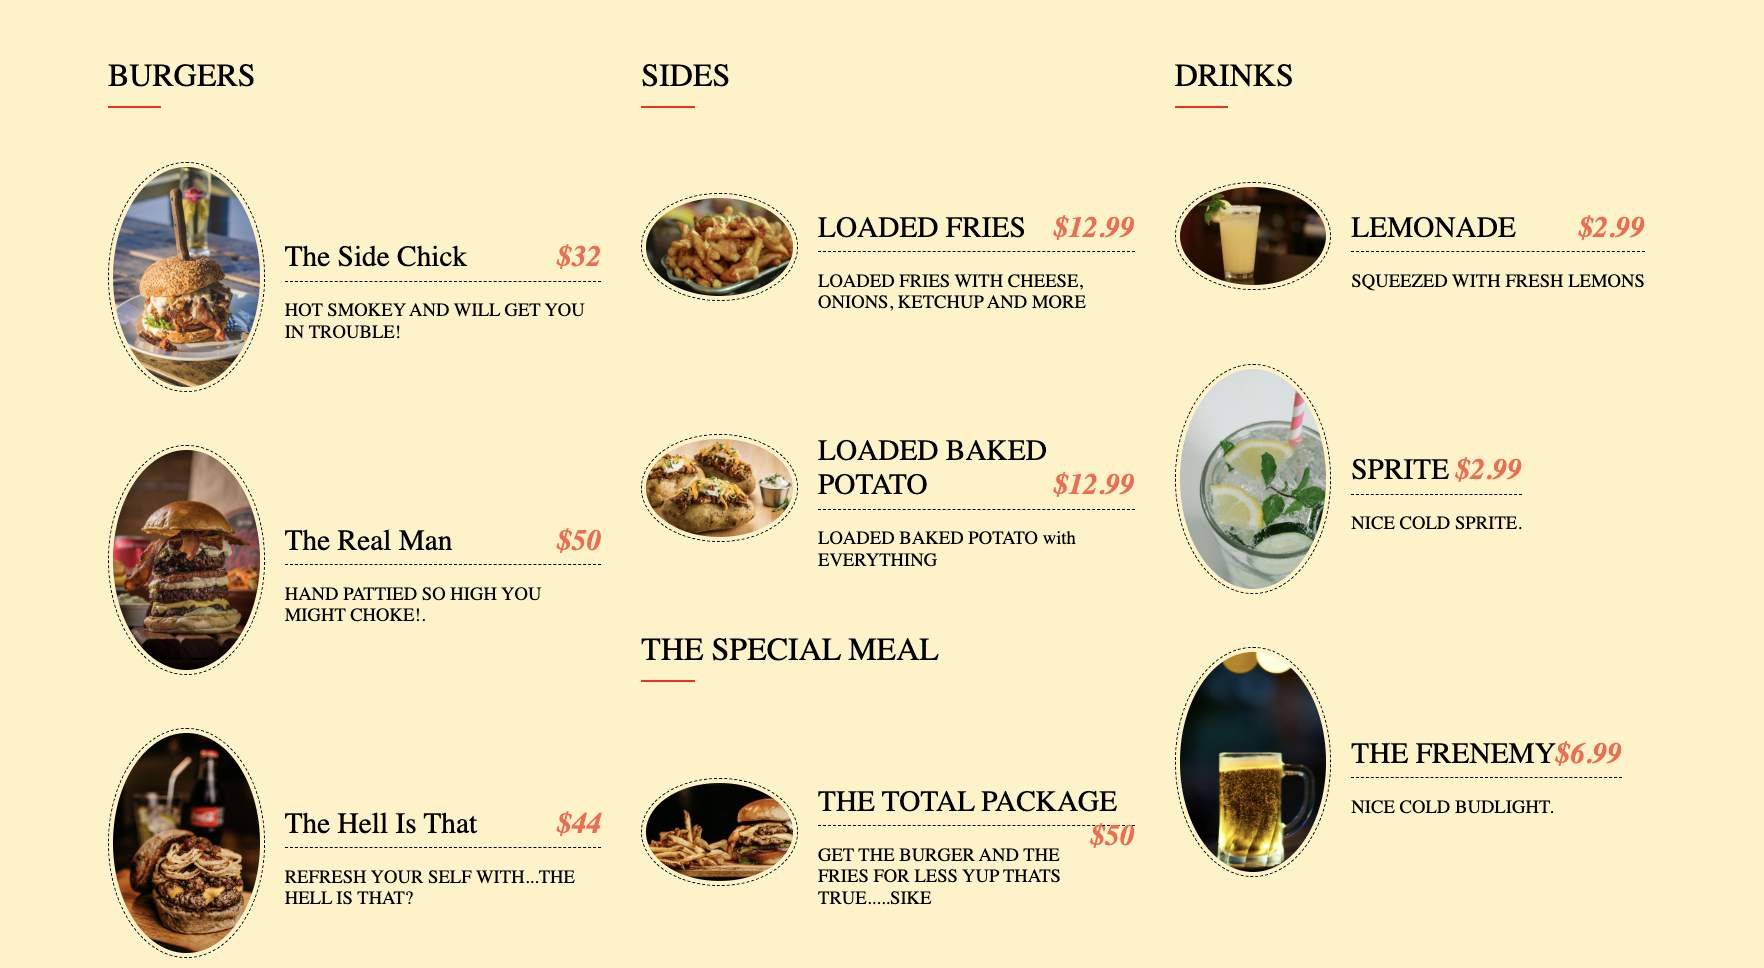 BURGERS
The Side Chick $32
HOT SMOKEY AND WILL GET YOU
IN TROUBLE!
The Real Man $50
HAND PATTIED SO HIGH YOU
MIGHT CHOKE!.
The Hell Is That $44
REFRESH YOUR SELF WITH...THE
HELL IS THAT?
SIDES
LOADED FRIES $12.99
LOADED FRIES WITH CHEESE,
ONIONS, KETCHUP AND MORE
LOADED BAKED
POTATO $12.99
LOADED BAKED POTATO with
EVERYTHING
THE SPECIAL MEAL
THE TOTAL PACKAGE
$50
GET THE BURGER AND THE
FRIES FOR LESS YUP THATS
TRUE.....SIKE
DRINKS
LEMONADE $2.99
SQUEEZED WITH FRESH LEMONS
SPRITE $2.99
NICE COLD SPRITE.
THE FRENEMY $6.99
NICE COLD BUDLIGHT.